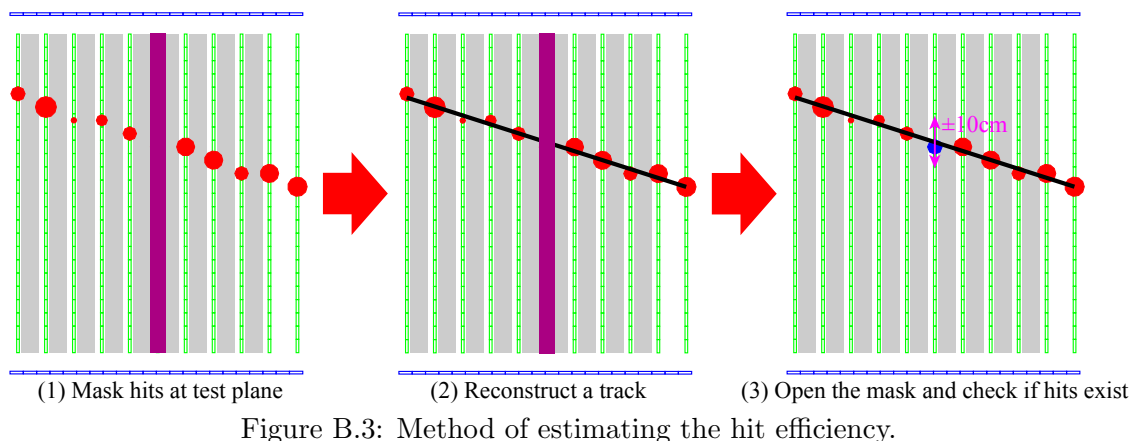 ±10cm
(1) Mask hits at test plane
(2) Reconstruct a track
(3) Open the mask and check if hits exist
Figure B.3: Method of estimating the hit efficiency.